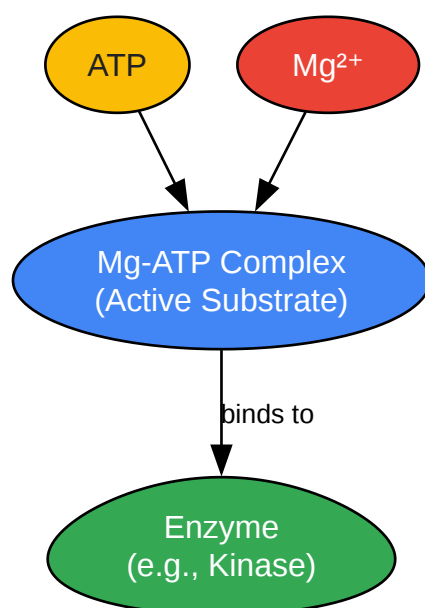 ATP
Mg²⁺
Mg-ATP Complex
(Active Substrate)
binds to
Enzyme
(e.g., Kinase)